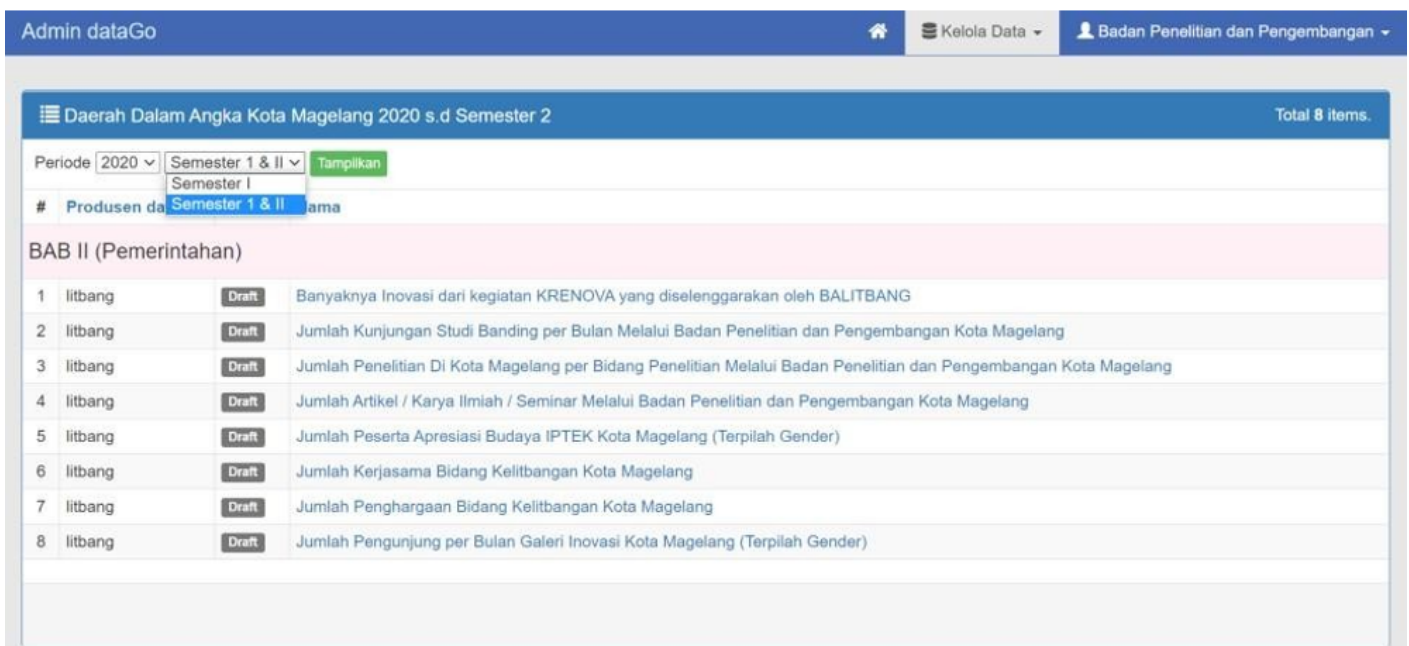 Admin dataGo Kelola Data Badan Penelitian dan Pengembangan
Daerah Dalam Angka Kota Magelang 2020 s.d Semester 2 Total 8 items.
Periode 2020 Semester 1 & II Tampilkan
Semester I
Semester 1 & II
# Produsen
BAB II (Pemerintahan)
1 litbang Draft Banyaknya Inovasi dari kegiatan KRENOVA yang diselenggarakan oleh BALITBANG
2 litbang Draft Jumlah Kunjungan Studi Banding per Bulan Melalui Badan Penelitian dan Pengembangan Kota Magelang
3 litbang Draft Jumlah Penelitian Di Kota Magelang per Bidang Penelitian Melalui Badan Penelitian dan Pengembangan Kota Magelang
4 litbang Draft Jumlah Artikel / Karya Ilmiah / Seminar Melalui Badan Penelitian dan Pengembangan Kota Magelang
5 litbang Draft Jumlah Peserta Apresiasi Budaya IPTEK Kota Magelang (Terpilah Gender)
6 litbang Draft Jumlah Kerjasama Bidang Kelitbangan Kota Magelang
7 litbang Draft Jumlah Penghargaan Bidang Kelitbangan Kota Magelang
8 litbang Draft Jumlah Pengunjung per Bulan Galeri Inovasi Kota Magelang (Terpilah Gender)